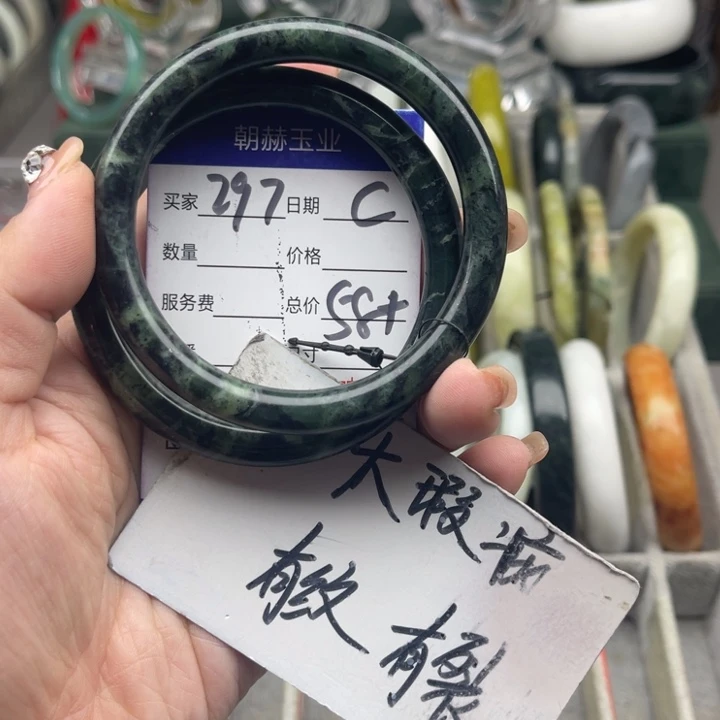 朝赫玉业
买家 297 日期 C
数量 价格
服务费 总价 58+
寸
大瑕疵
有纹 有裂